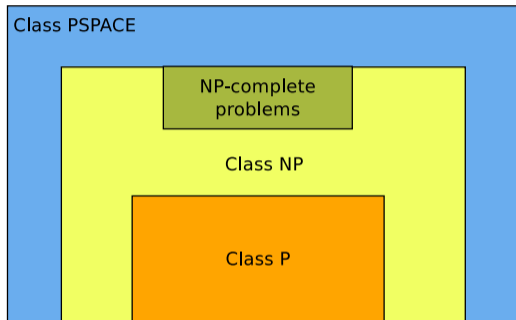 Class PSPACE
NP-complete
problems
Class NP
Class P